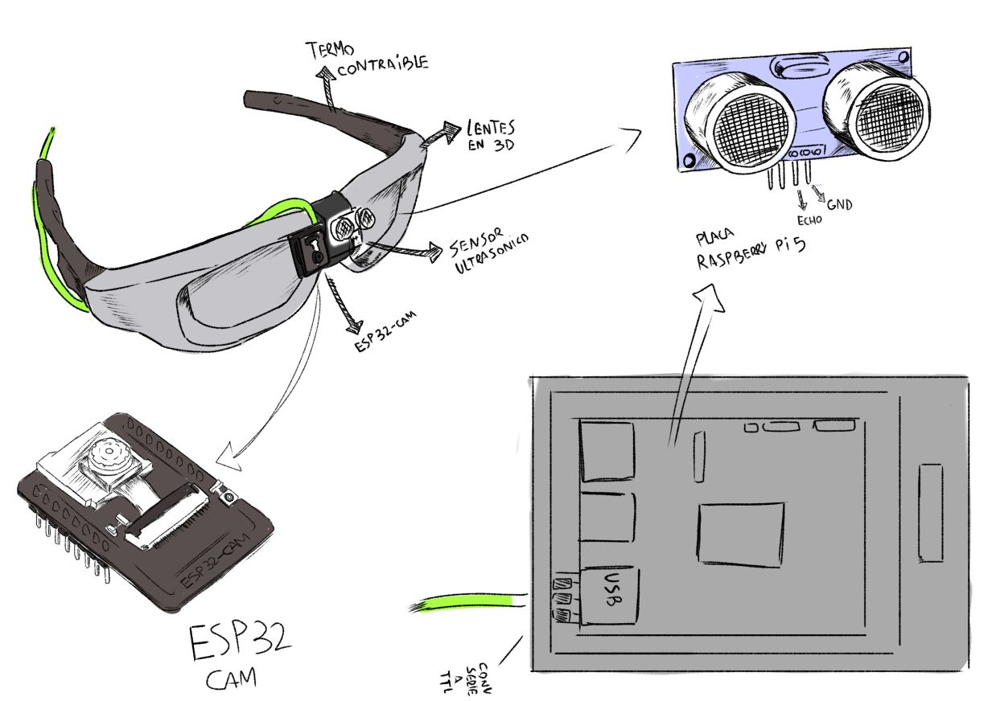 TERMO
CONTRAIBLE
LENTES
EN 3D
SENSOR
ULTRASONICO
ESP32-CAM
ECHO
GND
PLACA
RASPBERRY Pi 5
ESP32-CAM
ESP32
CAM
USB
CONV
SERIE
A
TTL